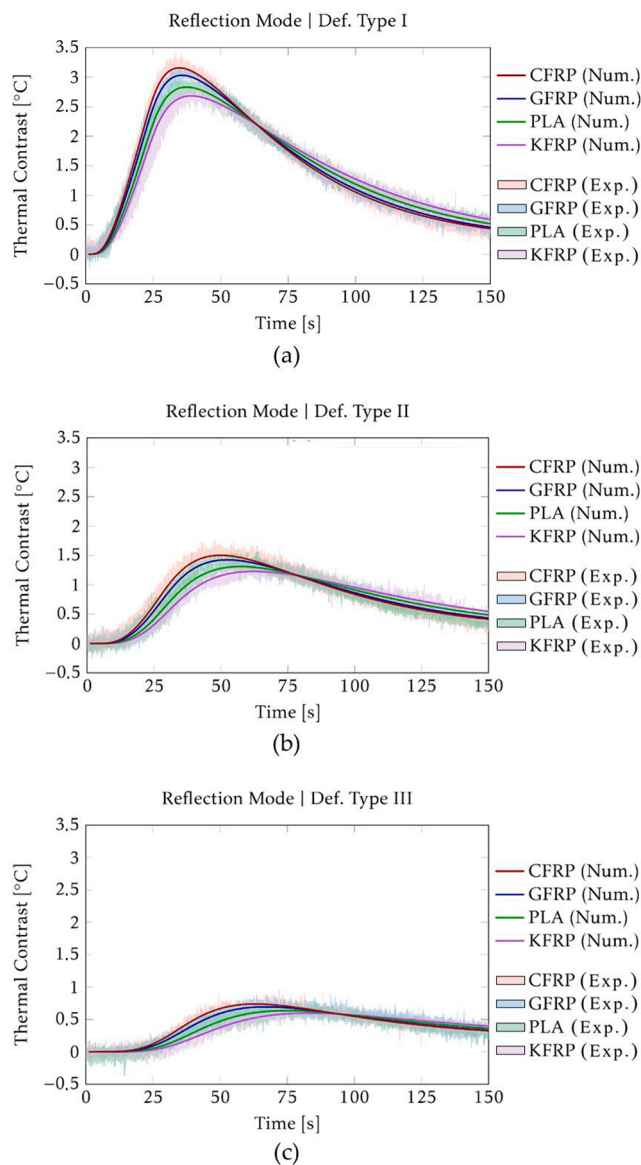 Reflection Mode | Def. Type I
Thermal Contrast [°C]
3.5
3
2.5
2
1.5
1
0.5
0
−0.5
0
25
50
75
100
125
150
Time [s]
CFRP (Num.)
GFRP (Num.)
PLA (Num.)
KFRP (Num.)
CFRP (Exp.)
GFRP (Exp.)
PLA (Exp.)
KFRP (Exp.)
(a)
Reflection Mode | Def. Type II
Thermal Contrast [°C]
3.5
3
2.5
2
1.5
1
0.5
0
−0.5
0
25
50
75
100
125
150
Time [s]
CFRP (Num.)
GFRP (Num.)
PLA (Num.)
KFRP (Num.)
CFRP (Exp.)
GFRP (Exp.)
PLA (Exp.)
KFRP (Exp.)
(b)
Reflection Mode | Def. Type III
Thermal Contrast [°C]
3.5
3
2.5
2
1.5
1
0.5
0
−0.5
0
25
50
75
100
125
150
Time [s]
CFRP (Num.)
GFRP (Num.)
PLA (Num.)
KFRP (Num.)
CFRP (Exp.)
GFRP (Exp.)
PLA (Exp.)
KFRP (Exp.)
(c)